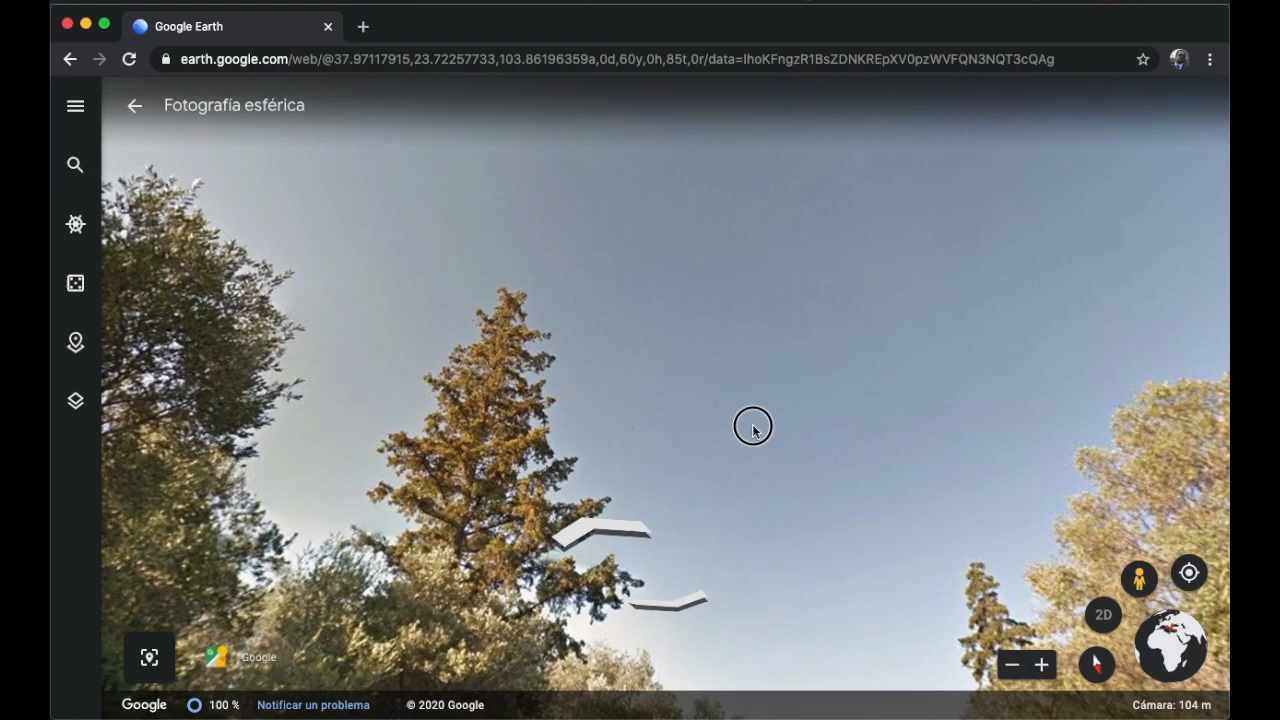 Google Earth
earth.google.com/web/@37.97117915,23.72257733,103.86196359a,0d,60y,0h,85t,0r/data=IhoKFngzR1BsZDNKREpXV0pzWVFQN3NQT3cQAg
Fotografía esférica
2D
Google
Google
100 %
Notificar un problema
© 2020 Google
Cámara: 104 m